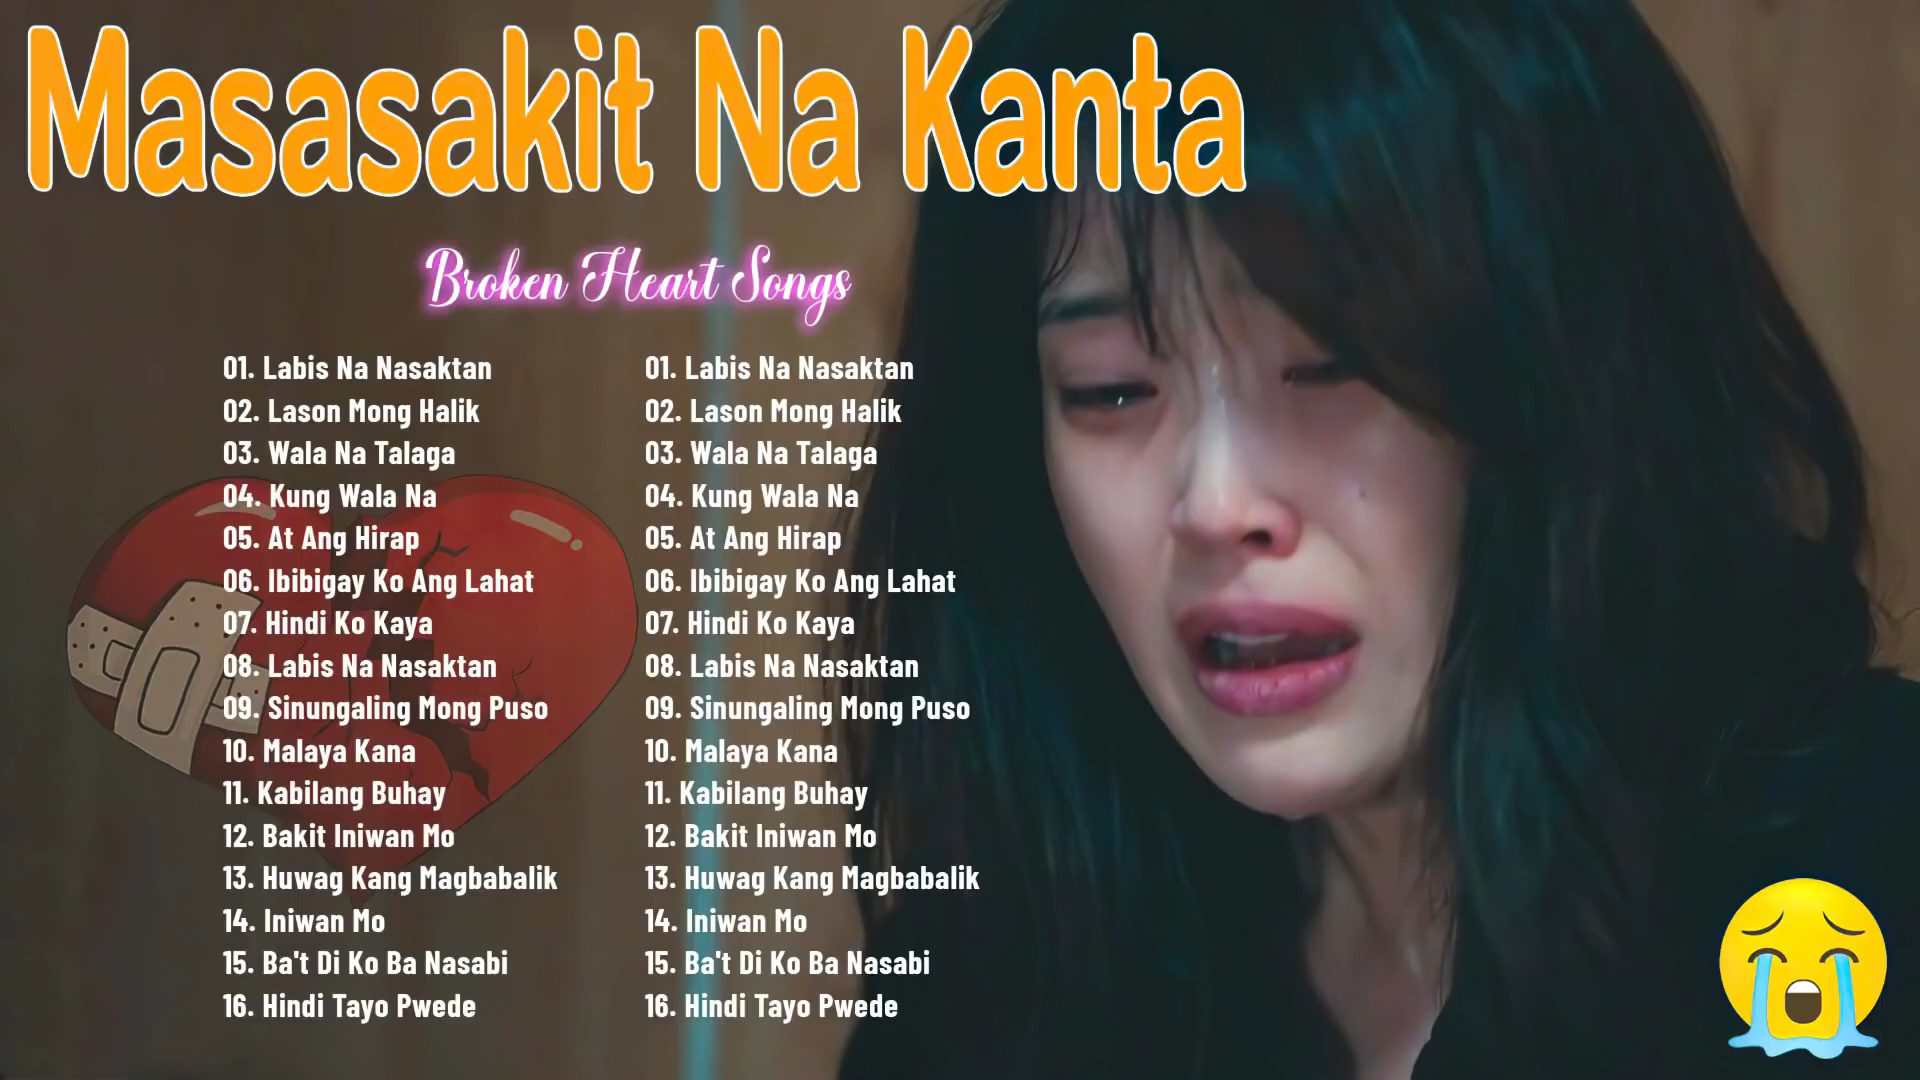 Masasakit Na Kanta
Broken Heart Songs
01. Labis Na Nasaktan
02. Lason Mong Halik
03. Wala Na Talaga
04. Kung Wala Na
05. At Ang Hirap
06. Ibibigay Ko Ang Lahat
07. Hindi Ko Kaya
08. Labis Na Nasaktan
09. Sinungaling Mong Puso
10. Malaya Kana
11. Kabilang Buhay
12. Bakit Iniwan Mo
13. Huwag Kang Magbabalik
14. Iniwan Mo
15. Ba't Di Ko Ba Nasabi
16. Hindi Tayo Pwede
01. Labis Na Nasaktan
02. Lason Mong Halik
03. Wala Na Talaga
04. Kung Wala Na
05. At Ang Hirap
06. Ibibigay Ko Ang Lahat
07. Hindi Ko Kaya
08. Labis Na Nasaktan
09. Sinungaling Mong Puso
10. Malaya Kana
11. Kabilang Buhay
12. Bakit Iniwan Mo
13. Huwag Kang Magbabalik
14. Iniwan Mo
15. Ba't Di Ko Ba Nasabi
16. Hindi Tayo Pwede